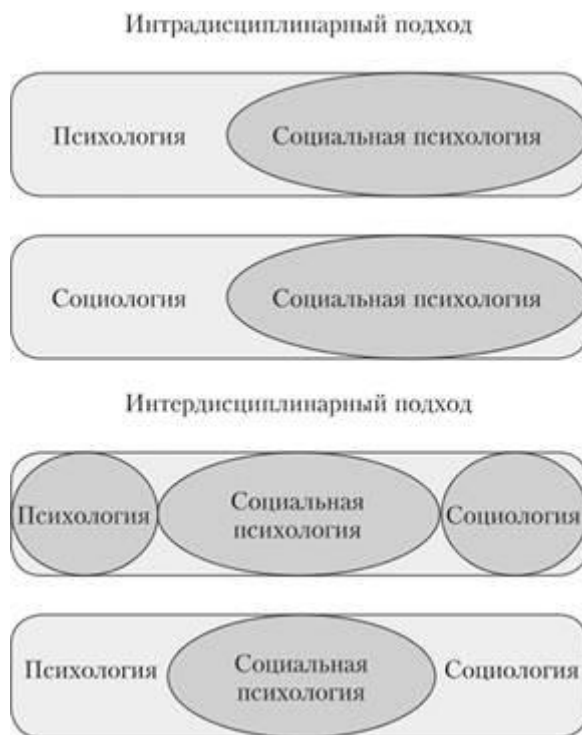 Интрадисциплинарный подход
Психология Социальная психология
Социология Социальная психология
Интердисциплинарный подход
Психология Социальная Социология
психология
Психология Социальная Социология
психология